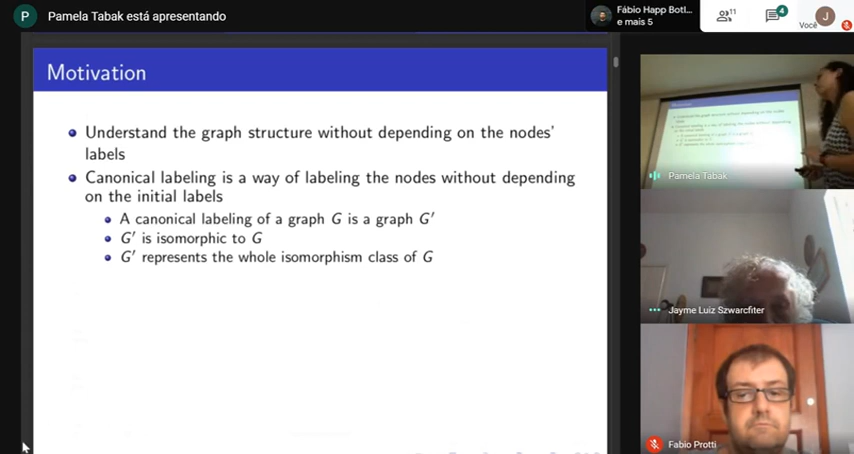 P
Pamela Tabak está apresentando
Fábio Happ Botl...
e mais 5
11
4
J
Você
Motivation
Understand the graph structure without depending on the nodes'
labels
Canonical labeling is a way of labeling the nodes without depending
on the initial labels
A canonical labeling of a graph G is a graph G′
G′ is isomorphic to G
G′ represents the whole isomorphism class of G
Pamela Tabak
Jayme Luiz Szwarcfiter
Fabio Protti